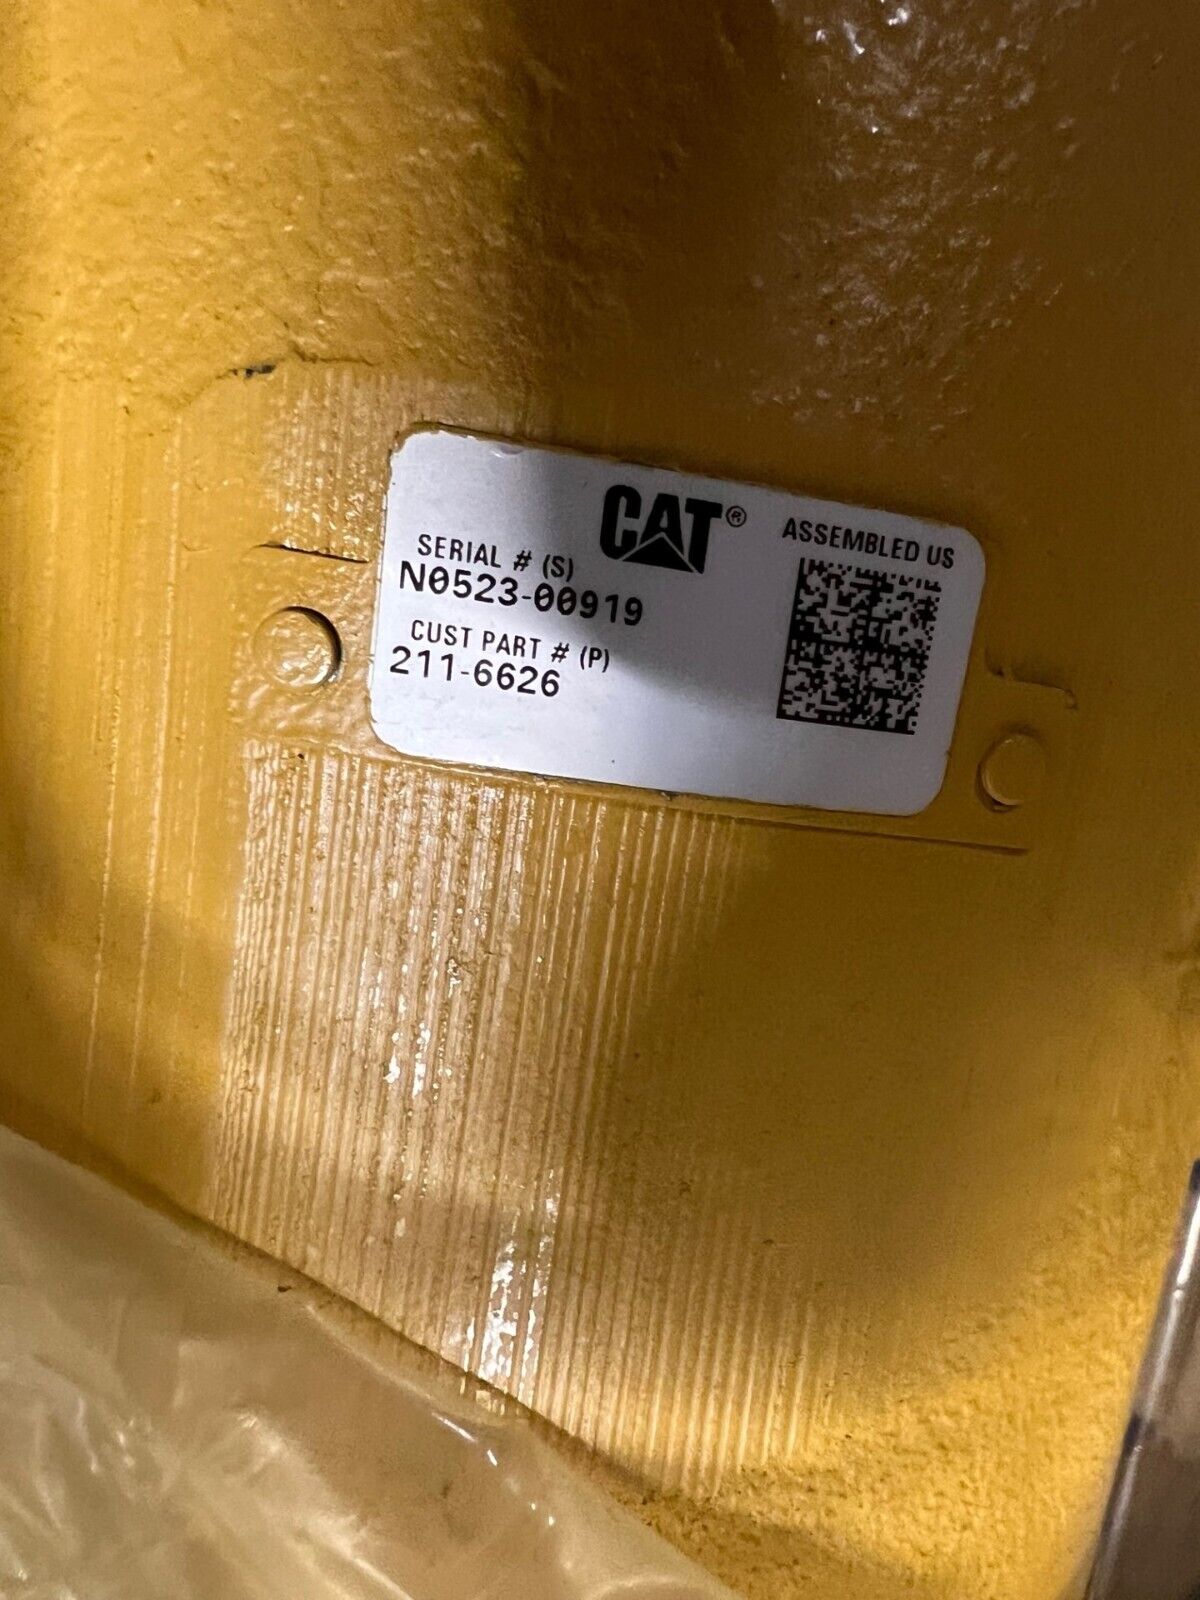 CAT®
ASSEMBLED US
SERIAL # (S)
N0523-00919
CUST PART # (P)
211-6626